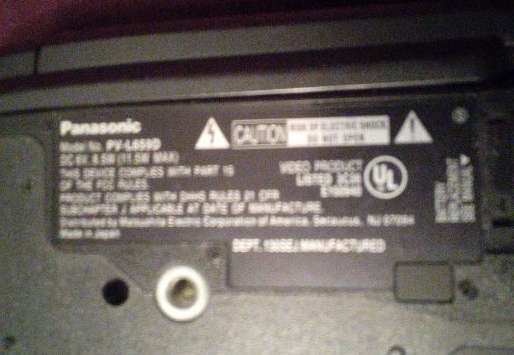 Panasonic
Model No. PV-L659D
DC 6V 8.5W (11.5W MAX)
THIS DEVICE COMPLIES WITH PART 15
OF THE FCC RULES.
PRODUCT COMPLIES WITH DHHS RULES 21 CFR
SUBCHAPTER J APPLICABLE AT DATE OF MANUFACTURE.
Matsushita Electric Corporation of America, Secaucus, NJ 07094
Made in Japan
CAUTION
RISK OF ELECTRIC SHOCK
DO NOT OPEN
VIDEO PRODUCT
LISTED
UL
DEPT. MANUFACTURED